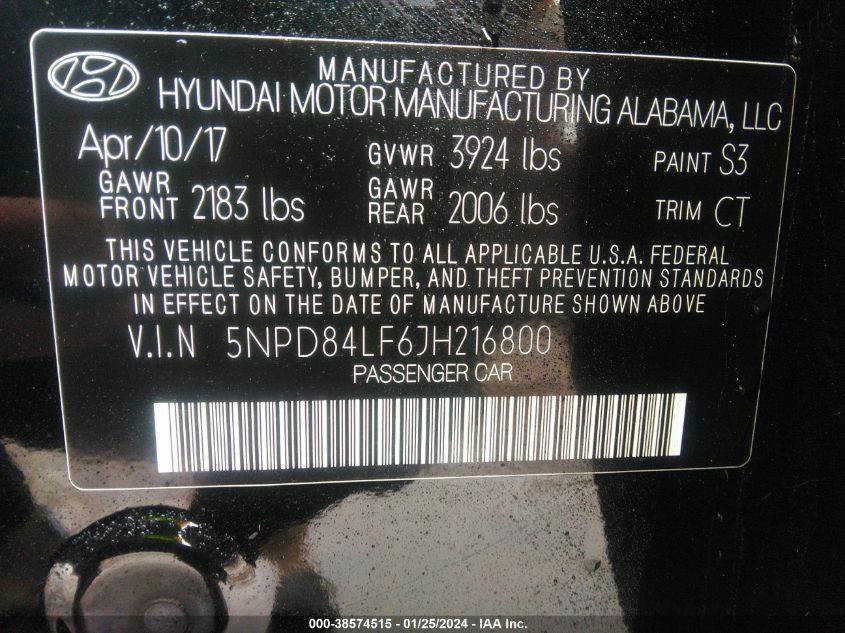 MANUFACTURED BY
HYUNDAI MOTOR MANUFACTURING ALABAMA, LLC
Apr/10/17 GVWR 3924 lbs PAINT S3
GAWR FRONT 2183 lbs GAWR REAR 2006 lbs TRIM CT
THIS VEHICLE CONFORMS TO ALL APPLICABLE U.S.A. FEDERAL
MOTOR VEHICLE SAFETY, BUMPER, AND THEFT PREVENTION STANDARDS
IN EFFECT ON THE DATE OF MANUFACTURE SHOWN ABOVE
V.I.N 5NPD84LF6JH216800
PASSENGER CAR
000-38574515 - 01/25/2024 - IAA Inc.